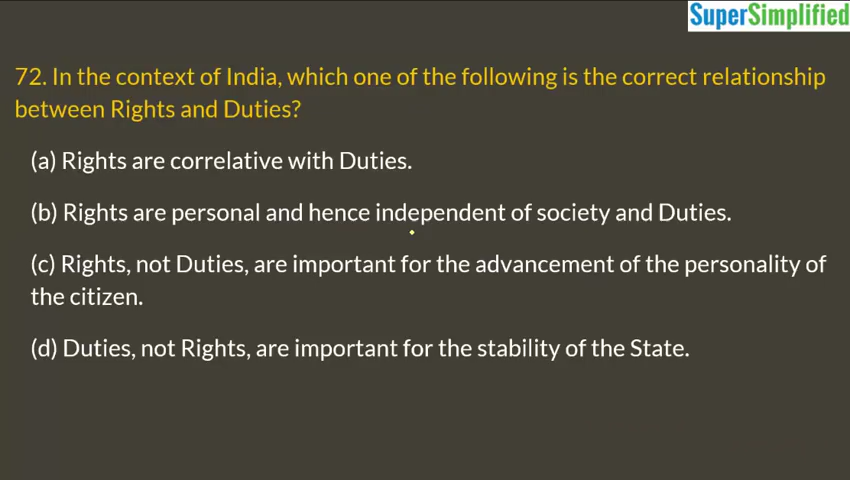 SuperSimplified
72. In the context of India, which one of the following is the correct relationship
between Rights and Duties?
(a) Rights are correlative with Duties.
(b) Rights are personal and hence independent of society and Duties.
(c) Rights, not Duties, are important for the advancement of the personality of
the citizen.
(d) Duties, not Rights, are important for the stability of the State.